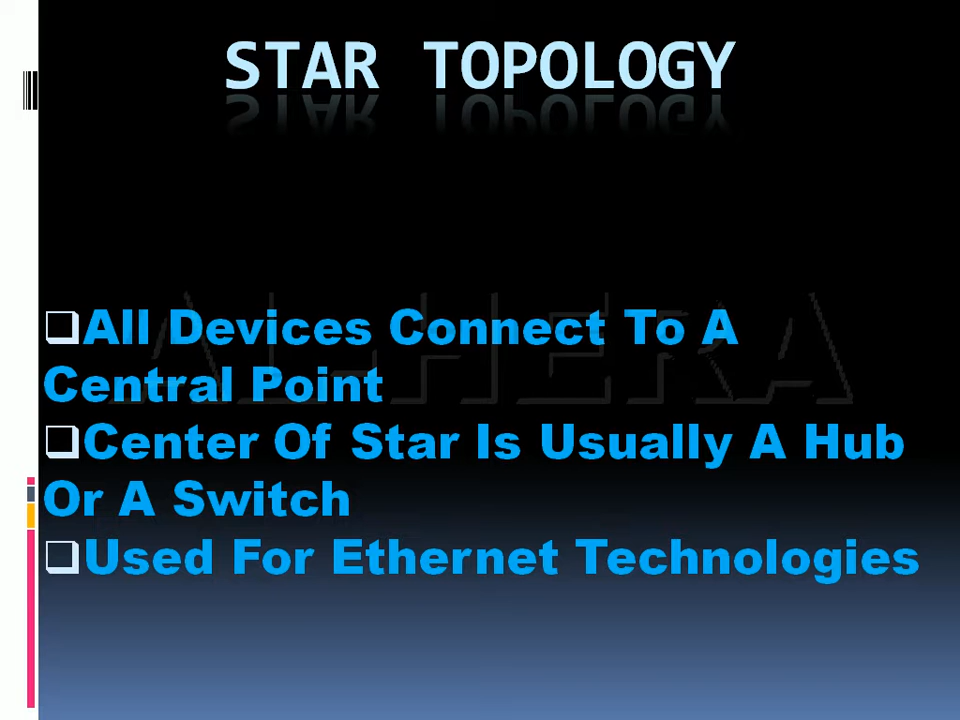 STAR TOPOLOGY
❑All Devices Connect To A
Central Point
❑Center Of Star Is Usually A Hub
Or A Switch
❑Used For Ethernet Technologies
ALHERA